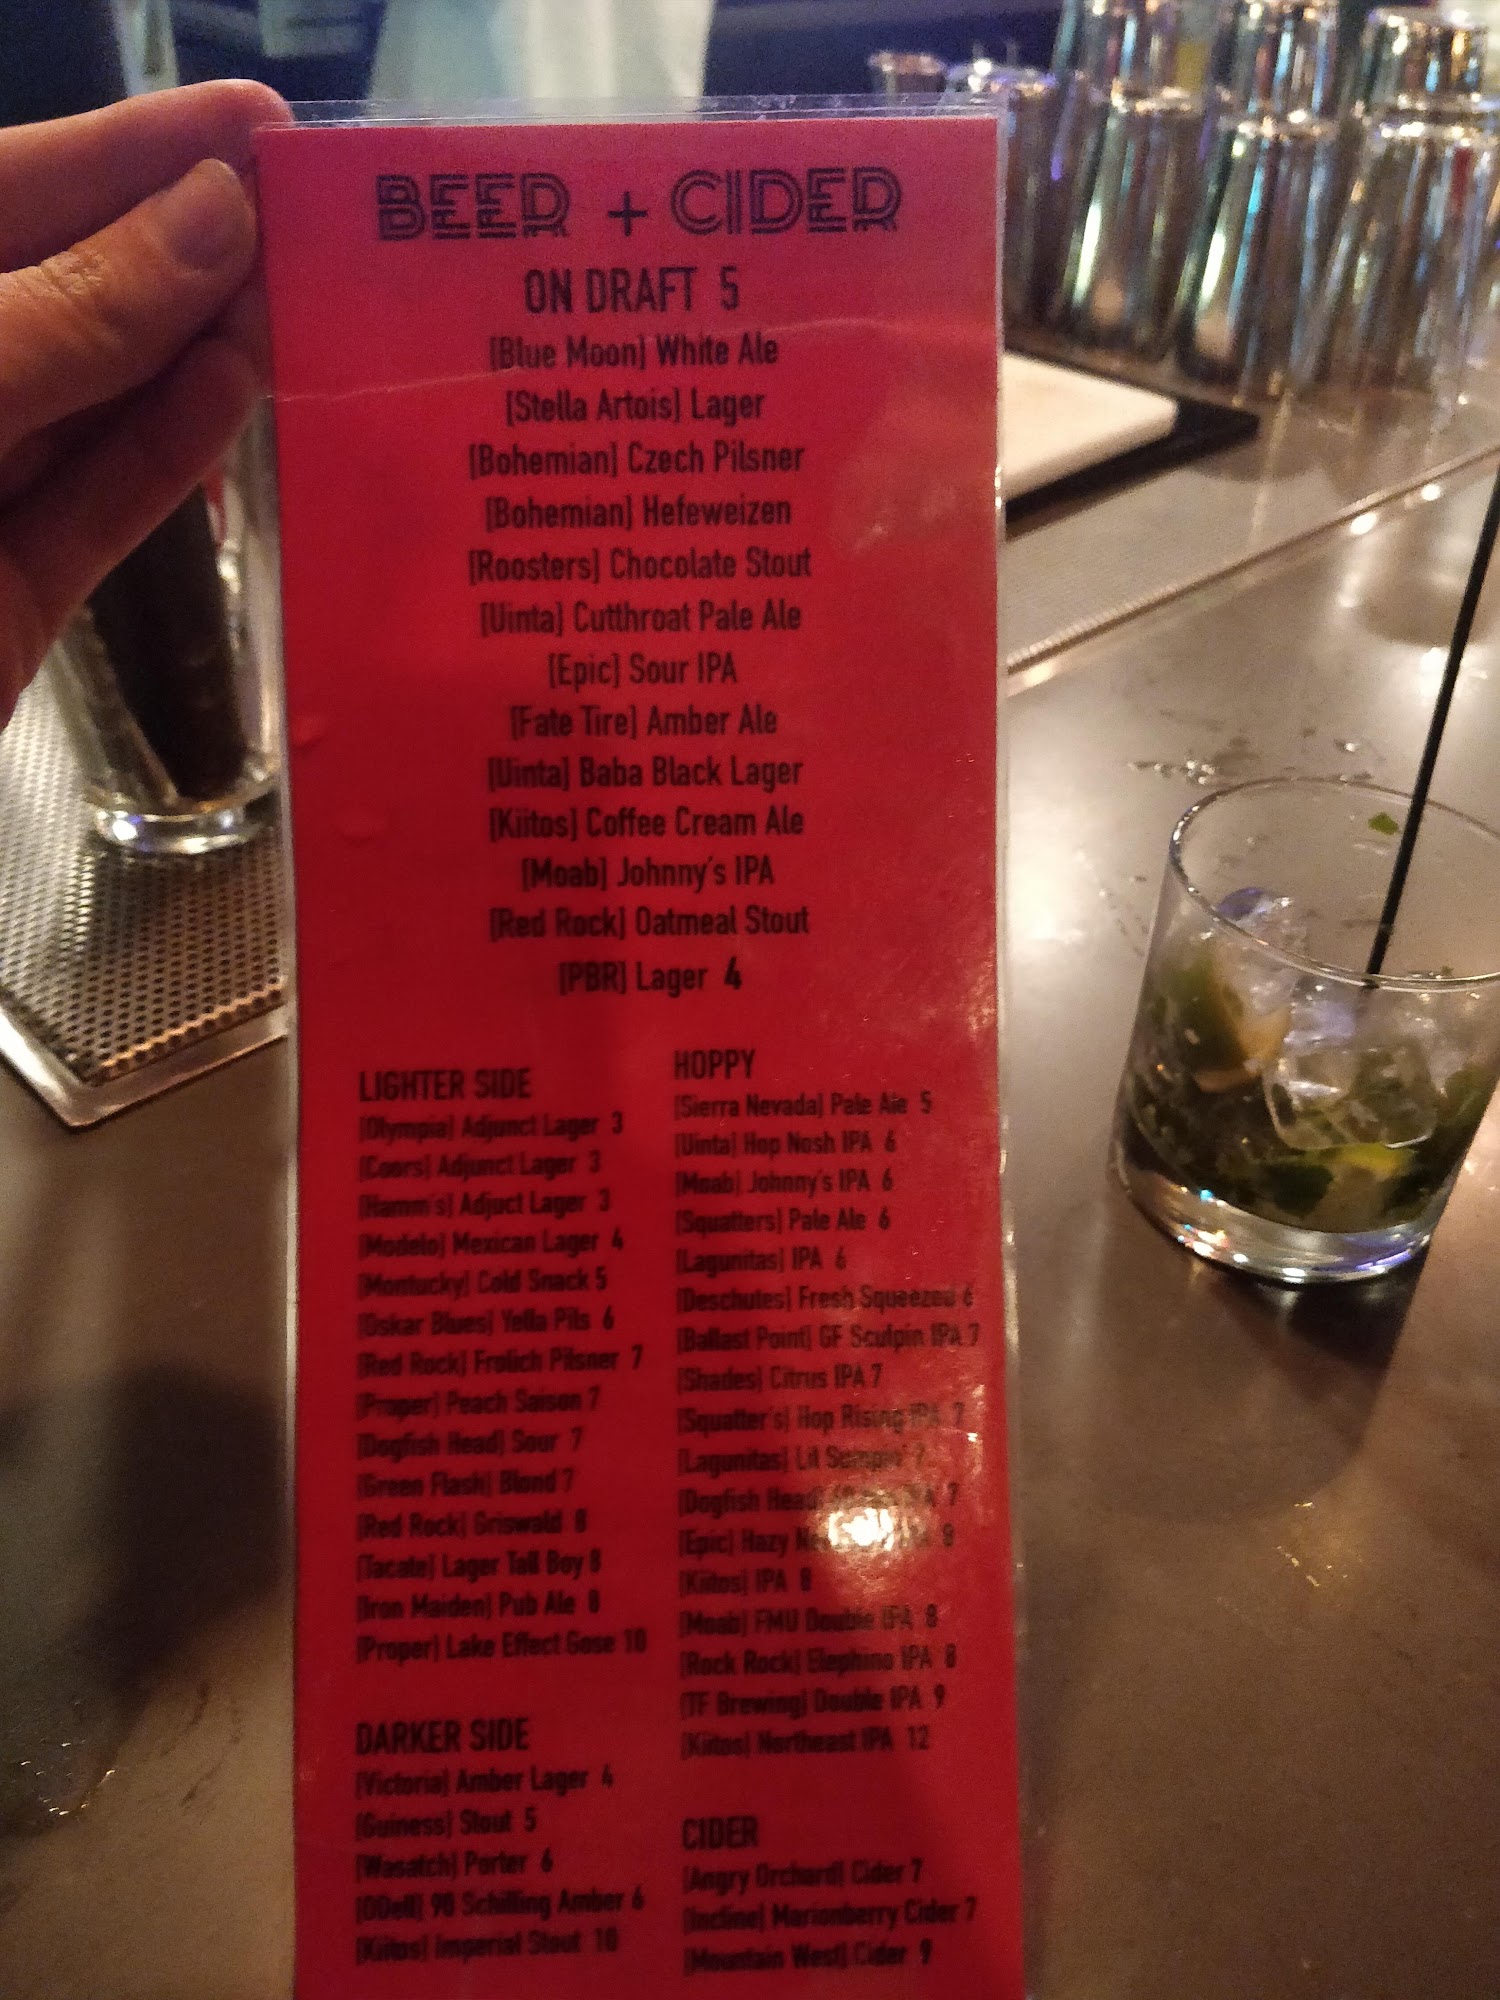 BEER + CIDER
ON DRAFT 5
[Blue Moon] White Ale
[Stella Artois] Lager
[Bohemian] Czech Pilsner
[Bohemian] Hefeweizen
[Roosters] Chocolate Stout
[Uinta] Cutthroat Pale Ale
[Epic] Sour IPA
[Fate Tire] Amber Ale
[Uinta] Baba Black Lager
[Kiitos] Coffee Cream Ale
[Moab] Johnny's IPA
[Red Rock] Oatmeal Stout
[PBR] Lager 4
LIGHTER SIDE
[Olympia] Adjunct Lager 3
[Coors] Adjunct Lager 3
[Hamm's] Adjuct Lager 3
[Modelo] Mexican Lager 4
[Montucky] Cold Snack 5
[Oskar Blues] Yella Pils 6
[Red Rock] Frolich Pilsner 7
[Proper] Peach Saison 7
[Dogfish Head] Sour 7
[Green Flash] Blond 7
[Red Rock] Griswald 8
[Tacate] Lager Tall Boy 8
[Iron Maiden] Pub Ale 8
[Proper] Lake Effect Gose 10
DARKER SIDE
[Victoria] Amber Lager 4
[Guiness] Stout 5
[Wasatch] Porter 6
[ODell] 90 Schilling Amber 6
[Kiitos] Imperial Stout 10
HOPPY
[Sierra Nevada] Pale Ale 5
[Uinta] Hop Nosh IPA 6
[Moab] Johnny's IPA 6
[Squatters] Pale Ale 6
[Lagunitas] IPA 6
[Deschutes] Fresh Squeezed 6
[Ballast Point] GF Sculpin IPA 7
[Shades] Citrus IPA 7
[Squatter's] Hop Rising IPA 7
[Lagunitas] Lil Sumpin' 7
[Dogfish Head] IPA 7
[Epic] Hazy
[Kiitos] IPA 8
[Moab] FMU Double IPA 8
[Rock Rock] Elephino IPA 8
[TF Brewing] Double IPA 9
[Kiitos] Northeast IPA 12
CIDER
[Angry Orchard] Cider 7
[Incline] Marionberry Cider 7
[Mountain West] Cider 9